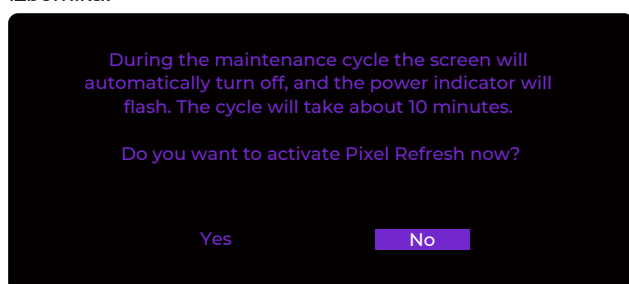 During the maintenance cycle the screen will
automatically turn off, and the power indicator will
flash. The cycle will take about 10 minutes.
Do you want to activate Pixel Refresh now?
Yes No